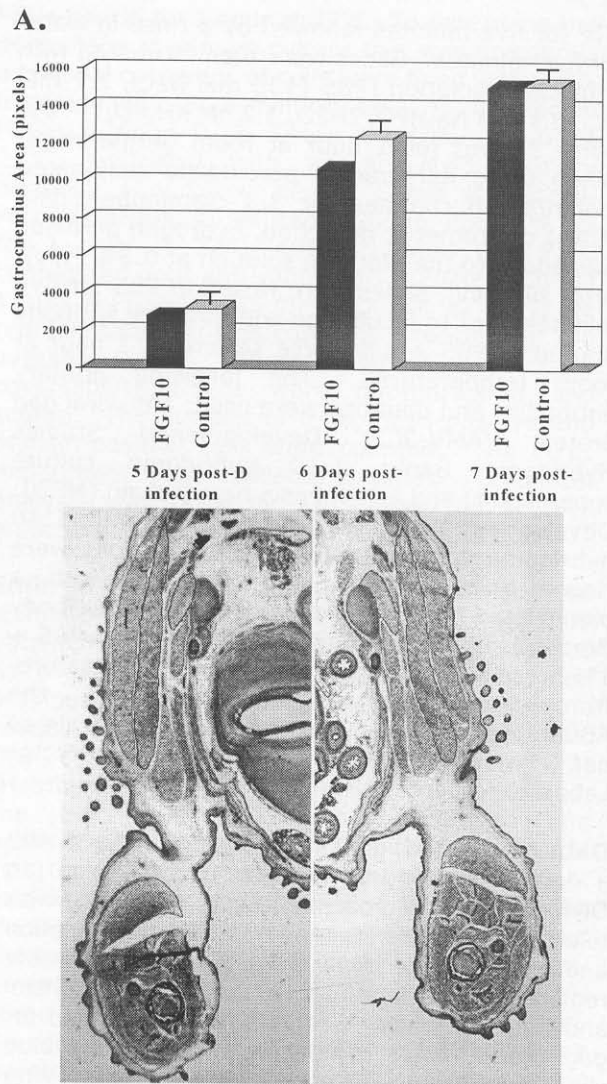 A.
Gastrocnemius Area (pixels)
16000
14000
12000
10000
8000
6000
4000
2000
0
FGF10
Control
FGF10
Control
FGF10
Control
5 Days post-D
infection
6 Days post-
infection
7 Days post-
infection